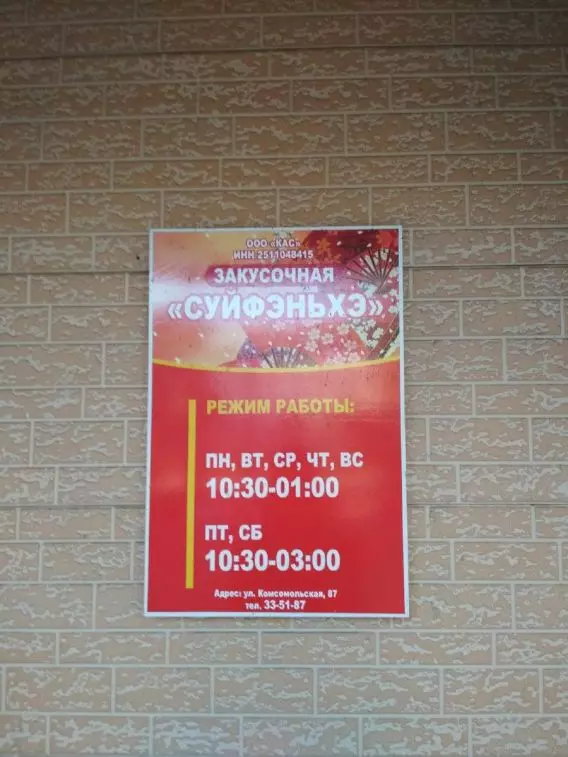 ООО «КАС»
ИНН 2511048415
ЗАКУСОЧНАЯ
«СУЙФЭНЬХЭ»
РЕЖИМ РАБОТЫ:
ПН, ВТ, СР, ЧТ, ВС
10:30-01:00
ПТ, СБ
10:30-03:00
Адрес: ул. Комсомольская, 87
тел. 33-51-87